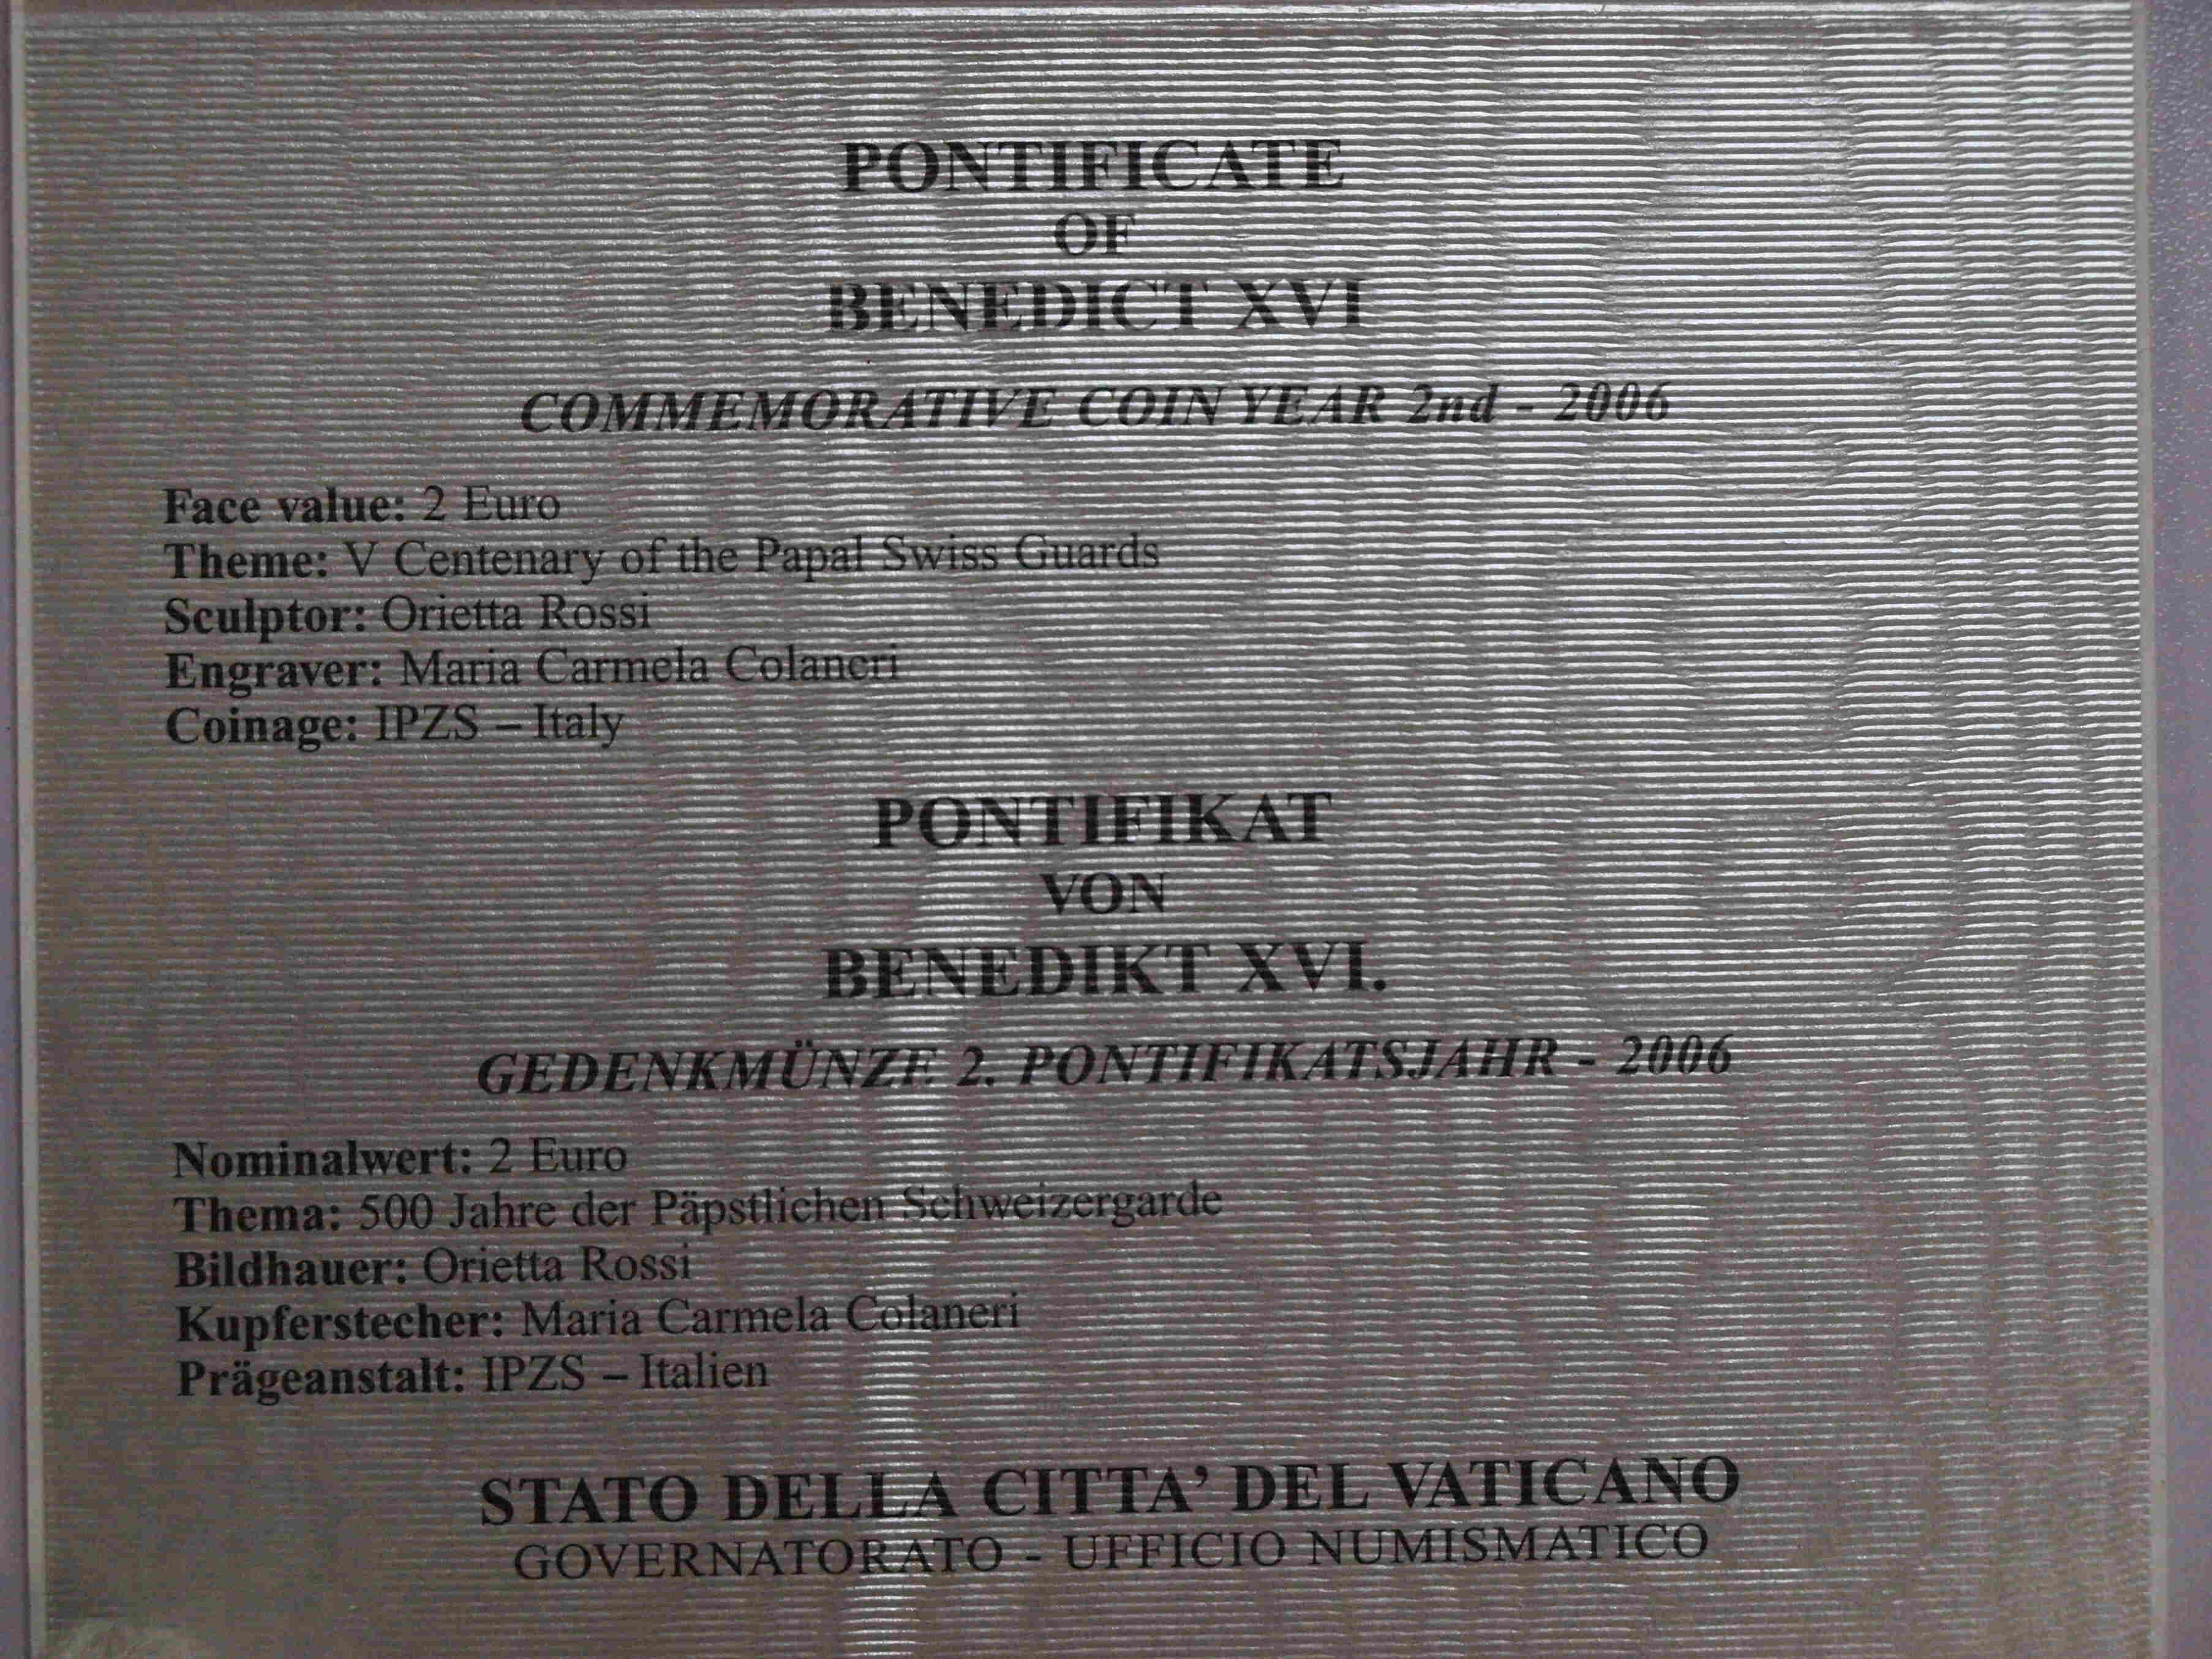 PONTIFICATE
OF
BENEDICT XVI
COMMEMORATIVE COIN YEAR 2nd - 2006
Face value: 2 Euro
Theme: V Centenary of the Papal Swiss Guards
Sculptor: Orietta Rossi
Engraver: Maria Carmela Colaneri
Coinage: IPZS – Italy
PONTIFIKAT
VON
BENEDIKT XVI.
GEDENKMÜNZE 2. PONTIFIKATSJAHR - 2006
Nominalwert: 2 Euro
Thema: 500 Jahre der Päpstlichen Schweizergarde
Bildhauer: Orietta Rossi
Kupferstecher: Maria Carmela Colaneri
Prägeanstalt: IPZS – Italien
STATO DELLA CITTA’ DEL VATICANO
GOVERNATORATO - UFFICIO NUMISMATICO